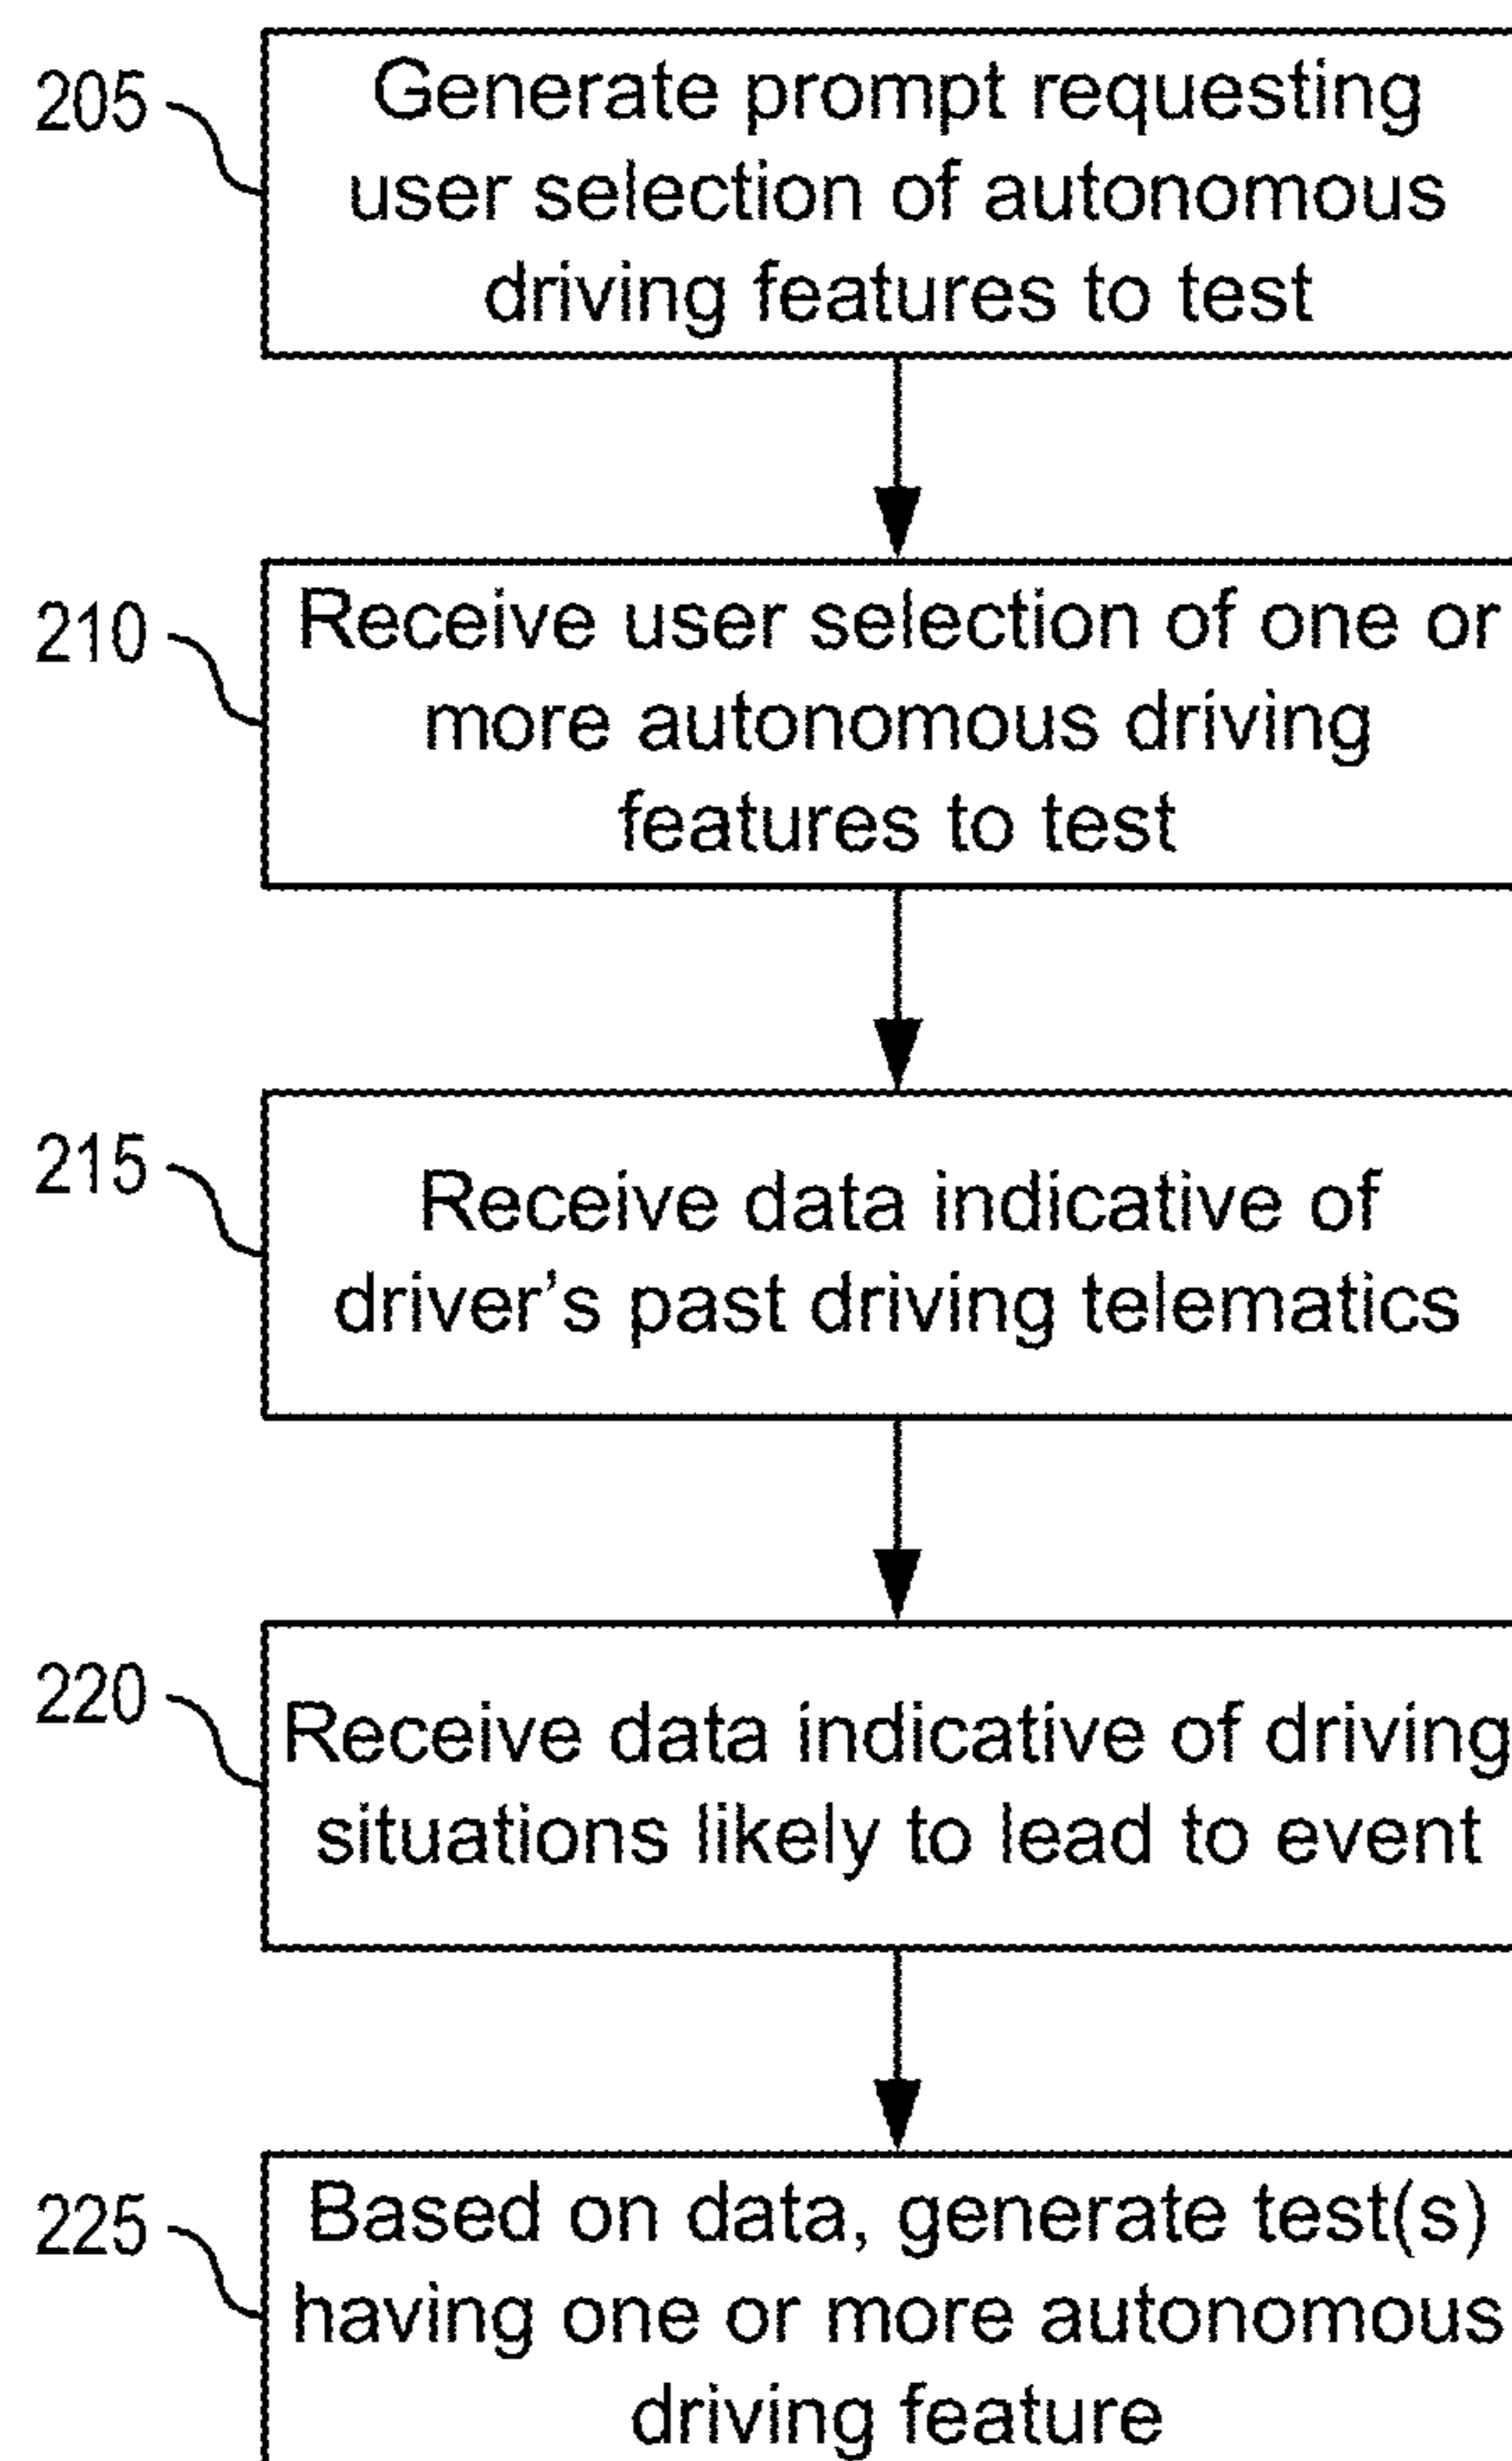 205
Generate prompt requesting
user selection of autonomous
driving features to test
210
Receive user selection of one or
more autonomous driving
features to test
215
Receive data indicative of
driver's past driving telematics
220
Receive data indicative of driving
situations likely to lead to event
225
Based on data, generate test(s)
having one or more autonomous
driving feature